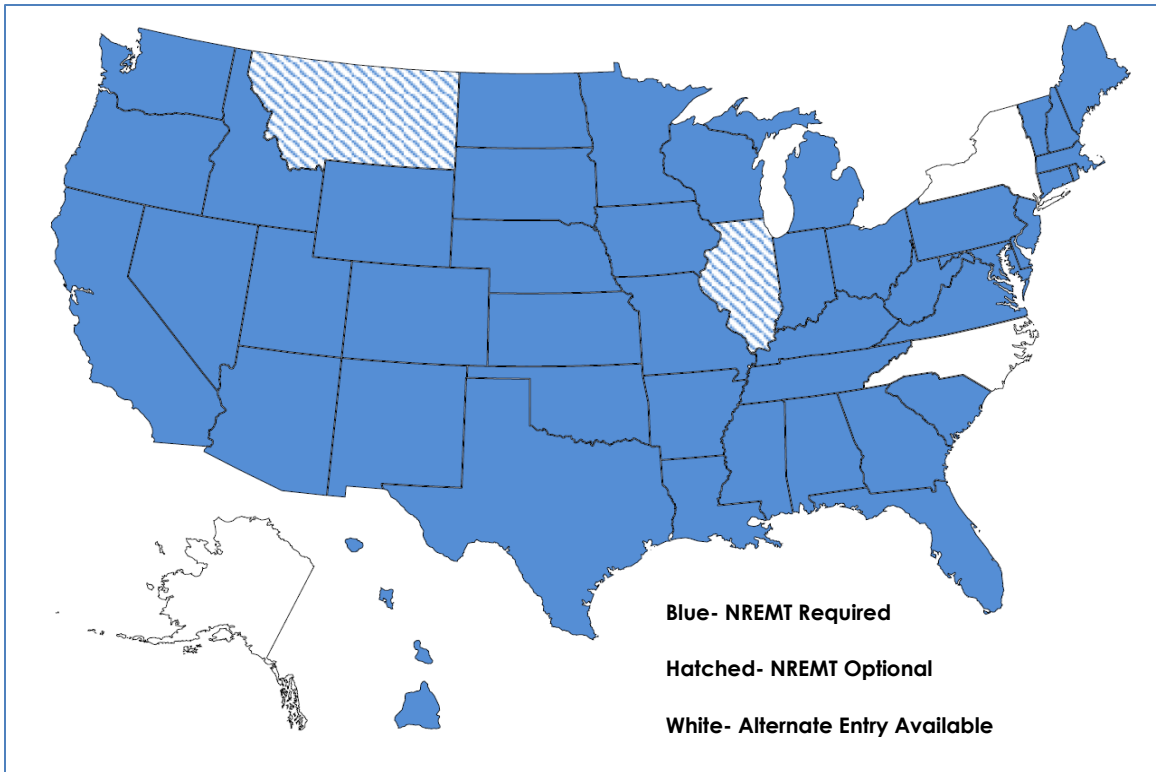 Blue- NREMT Required
Hatched- NREMT Optional
White- Alternate Entry Available